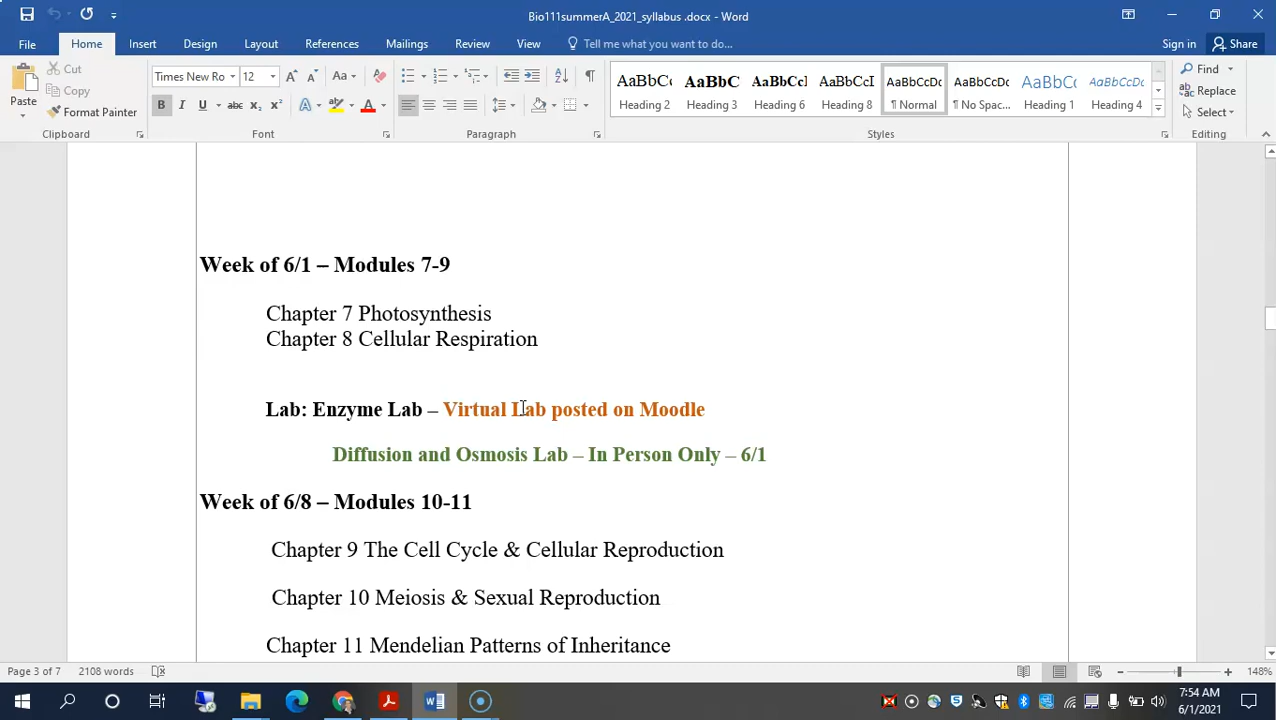 Bio111summerA_2021_syllabus .docx - Word
File Home Insert Design Layout References Mailings Review View Tell me what you want to do... Sign in Share
Paste
Cut
Copy
Format Painter
Clipboard
Times New Ro 12
Font
Paragraph
AaBbC Heading 2
AaBbC Heading 3
AaBbCcI Heading 6
AaBbCcI
AaBbCcDc ¶ Normal
AaBbCcDc ¶ No Spac...
AaBbC Heading 1
AaBbCcDc Heading 4
Styles
Find
Replace
Select
Editing
Week of 6/1 – Modules 7-9
Chapter 7 Photosynthesis
Chapter 8 Cellular Respiration
Lab: Enzyme Lab – Virtual Lab posted on Moodle
Diffusion and Osmosis Lab – In Person Only – 6/1
Week of 6/8 – Modules 10-11
Chapter 9 The Cell Cycle & Cellular Reproduction
Chapter 10 Meiosis & Sexual Reproduction
Chapter 11 Mendelian Patterns of Inheritance
Page 3 of 7 2108 words 148%
7:54 AM
6/1/2021